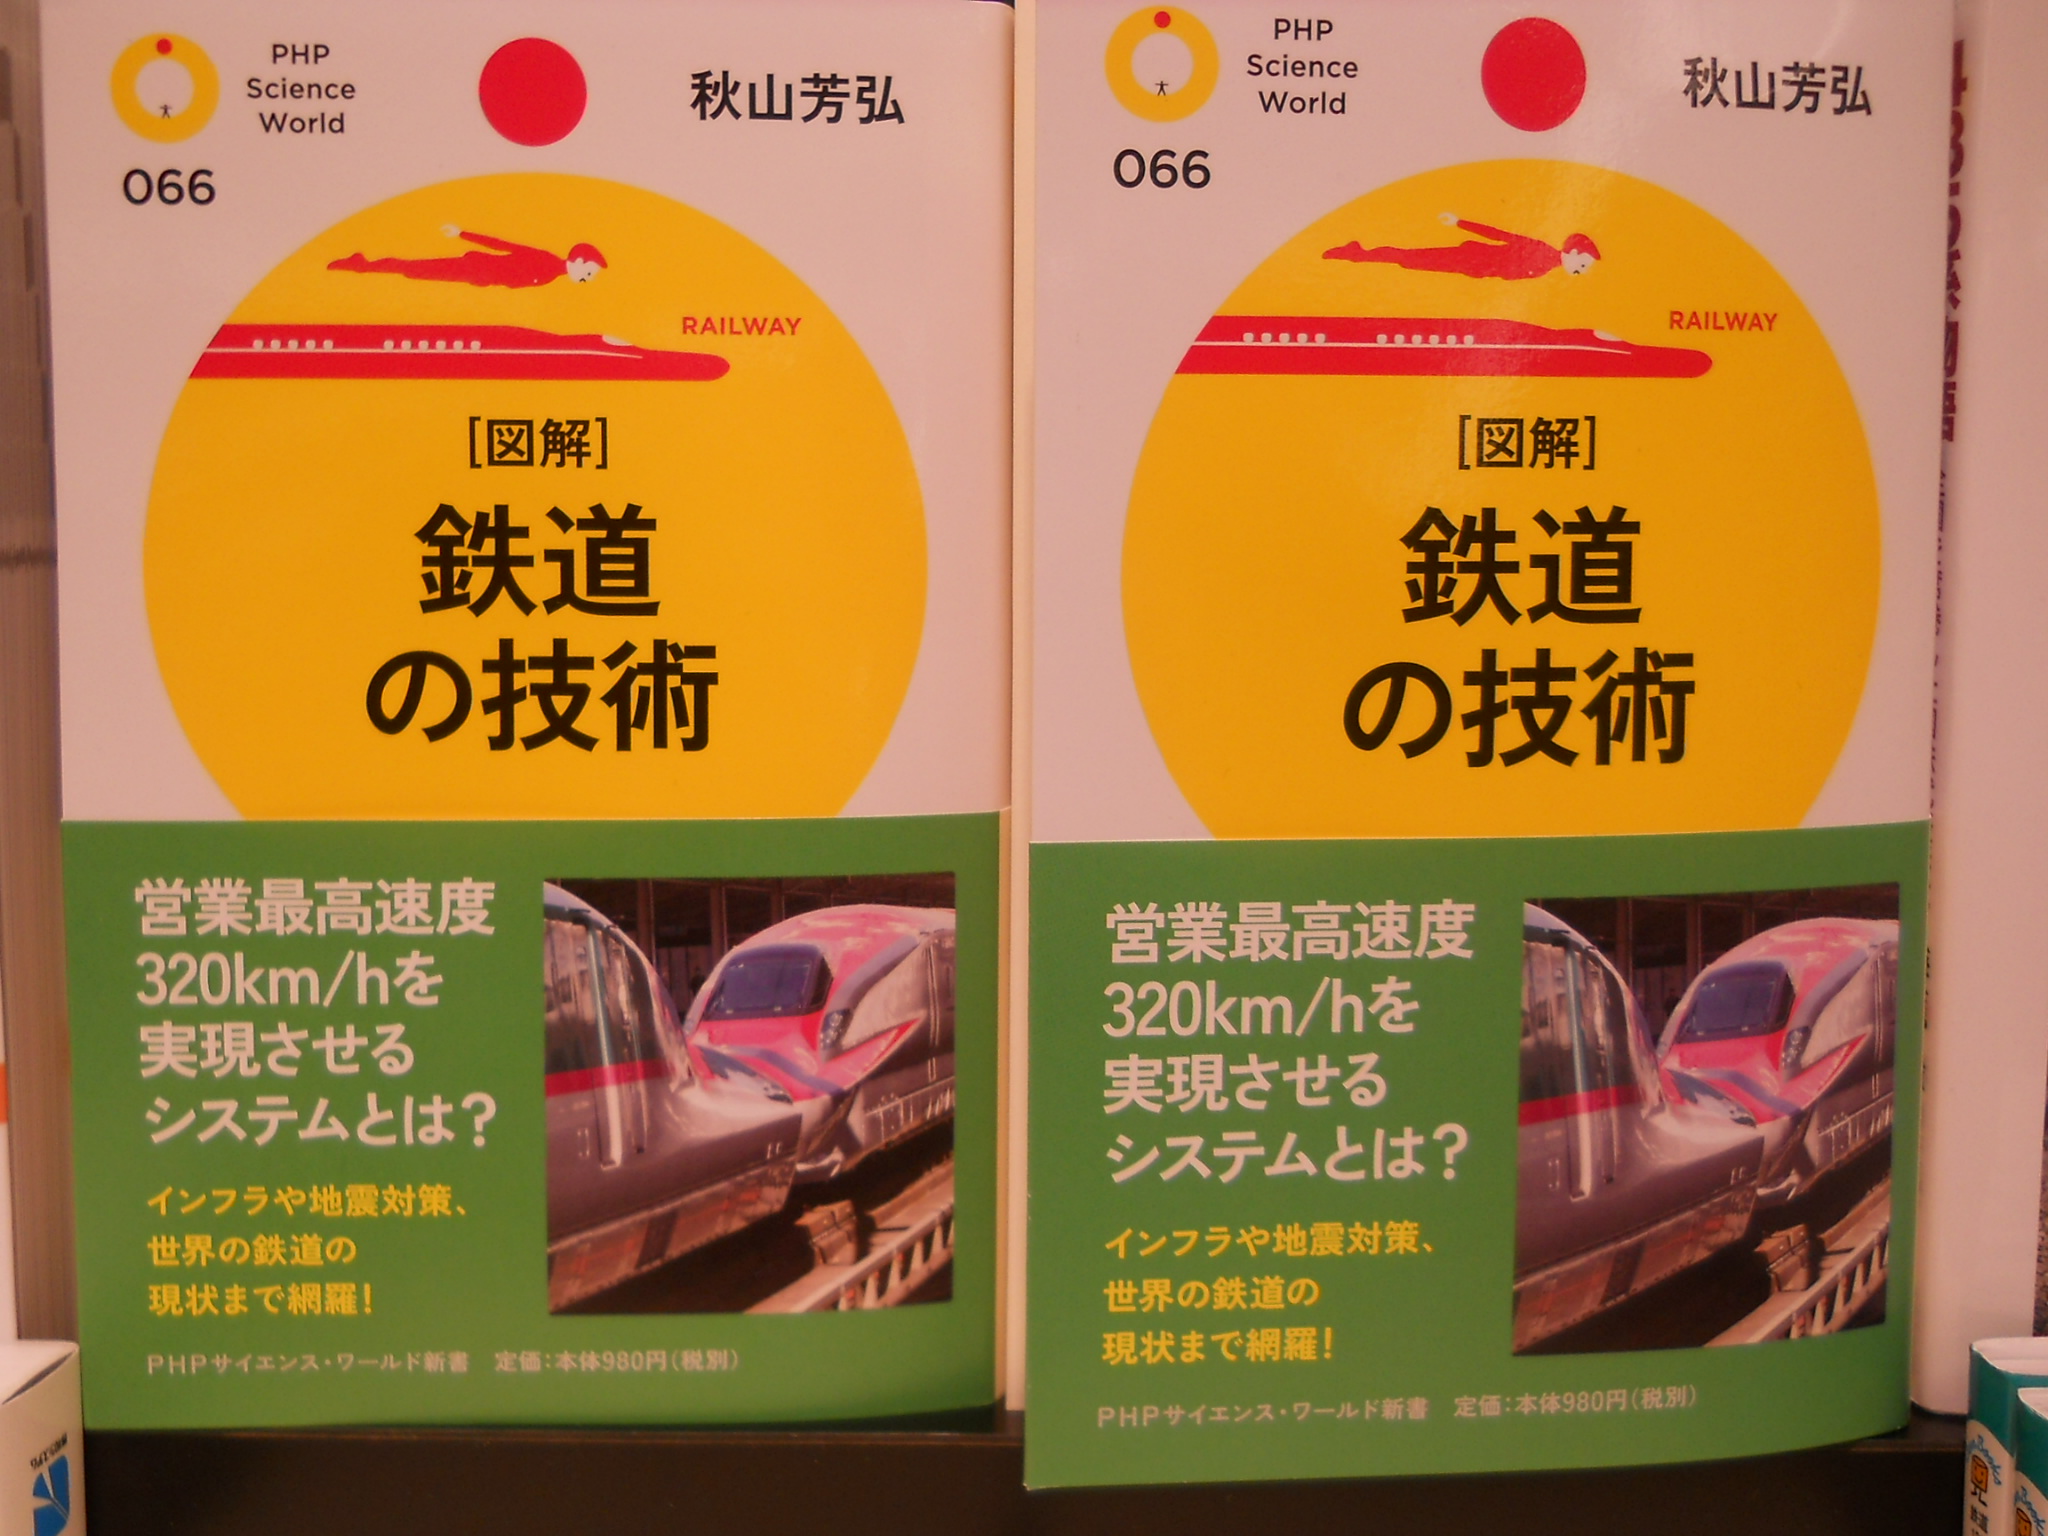 PHP
Science
World
066
秋山芳弘
RAILWAY
[図解]
鉄道
の技術
営業最高速度
320km/hを
実現させる
システムとは?
インフラや地震対策、
世界の鉄道の
現状まで網羅!
PHPサイエンス・ワールド新書 定価:本体980円(税別)
PHP
Science
World
066
秋山芳弘
RAILWAY
[図解]
鉄道
の技術
営業最高速度
320km/hを
実現させる
システムとは?
インフラや地震対策、
世界の鉄道の
現状まで網羅!
PHPサイエンス・ワールド新書 定価:本体980円(税別)
Books
鉄道